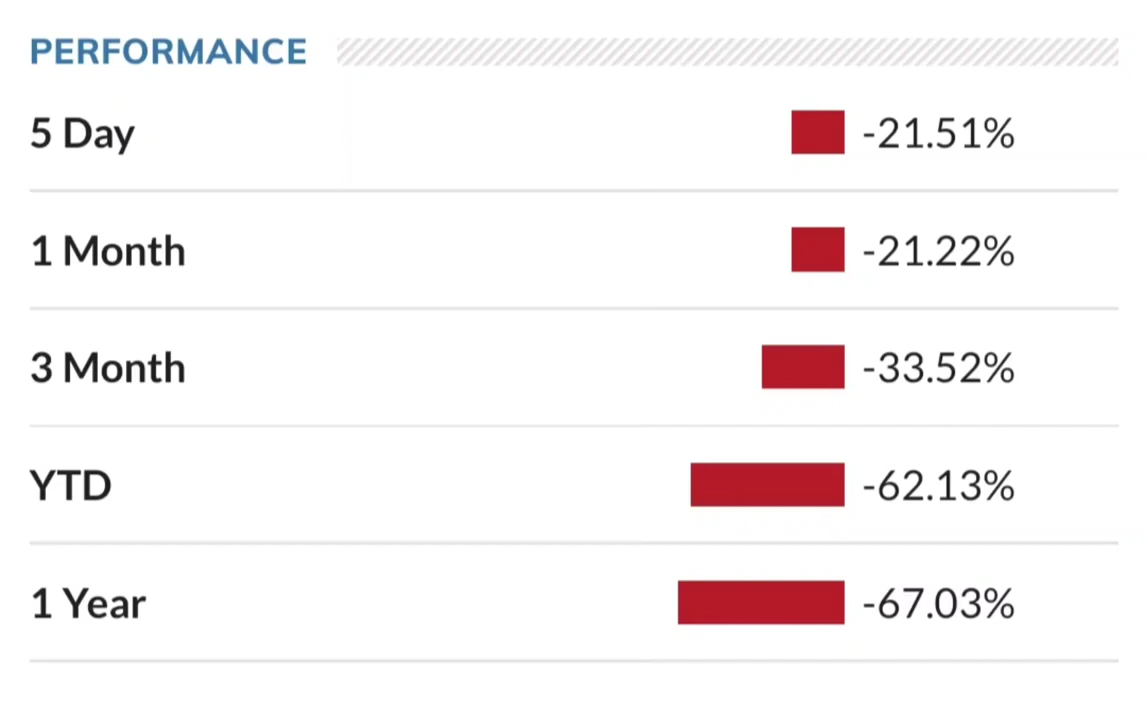 PERFORMANCE
5 Day -21.51%
1 Month -21.22%
3 Month -33.52%
YTD -62.13%
1 Year -67.03%